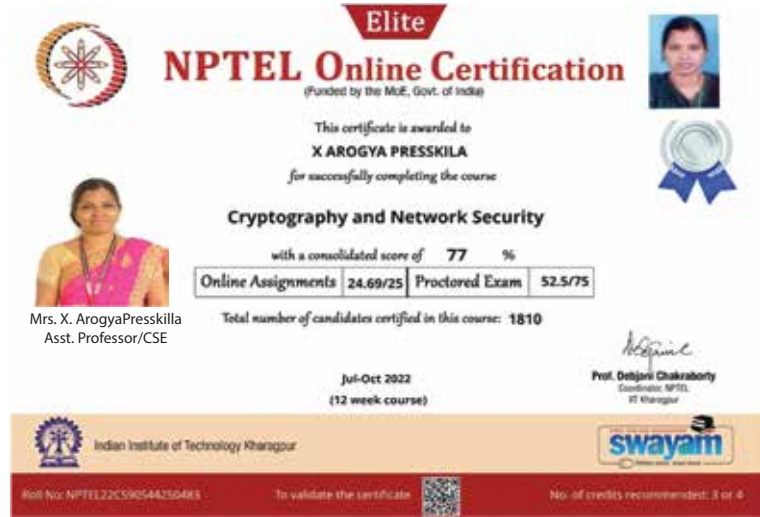 Elite
NPTEL Online Certification
(Funded by the MoE, Govt. of India)
This certificate is awarded to
X AROGYA PRESSKILA
for successfully completing the course
Cryptography and Network Security
with a consolidated score of 77 %
Online Assignments 24.69/25 Proctored Exam 52.5/75
Total number of candidates certified in this course: 1810
Mrs. X. ArogyaPresskilla
Asst. Professor/CSE
Jul-Oct 2022
(12 week course)
Prof. Debjani Chakraborty
Coordinator, NPTEL
IIT Kharagpur
Indian Institute of Technology Kharagpur
swayam
Roll No: NPTEL22CS90S44250483 To validate the certificate No. of credits recommended: 3 or 4